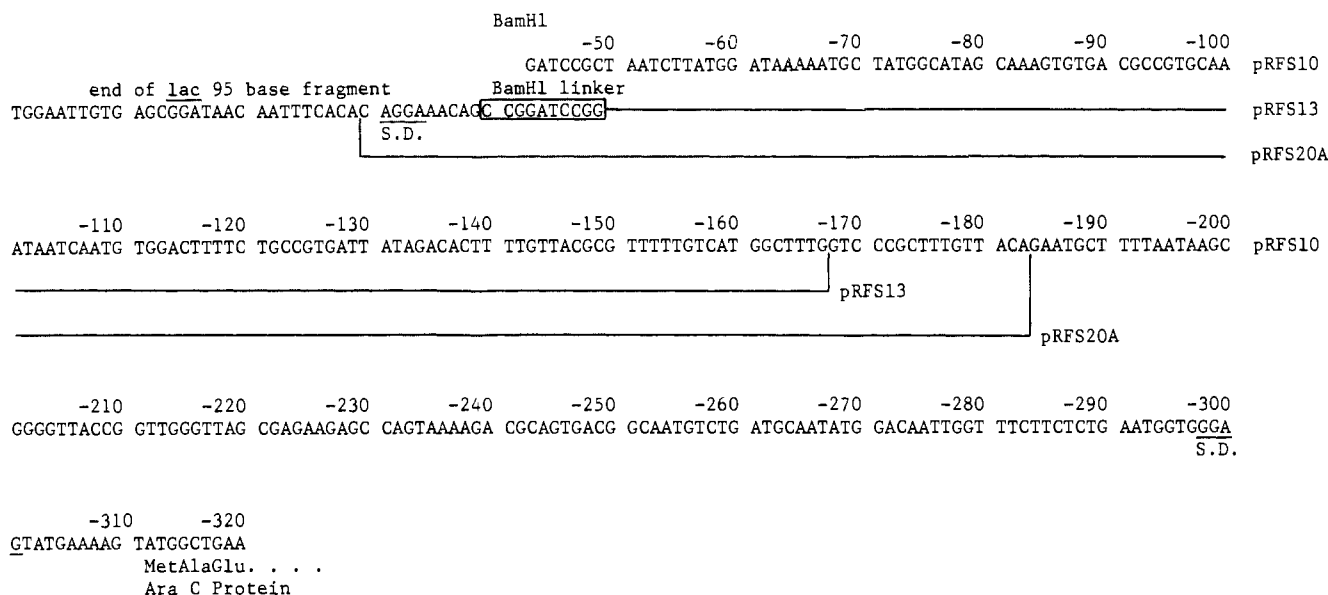 BamHl
-50 -60 -70 -80 -90 -100
GATCCGCT AATCTTATGG ATAAAAATGC TATGGCATAG CAAAGTGTGA CGCCGTGCAA pRFS10
end of lac 95 base fragment BamHl linker
TGGAATTGTG AGCGGATAAC AATTTCACAC AGGAAACAGC CGGATCCGG pRFS13
S.D.
pRFS20A
-110 -120 -130 -140 -150 -160 -170 -180 -190 -200
ATAATCAATG TGGACTTTTC TGCCGTGATT ATAGACACTT TTGTTACGCG TTTTTGTCAT GGCTTTGGTC CCGCTTTGTT ACAGAATGCT TTTAATAAGC pRFS10
pRFS13
pRFS20A
-210 -220 -230 -240 -250 -260 -270 -280 -290 -300
GGGGTTACCG GTTGGGTTAG CGAGAAGAGC CAGTAAAAGA CGCAGTGACG GCAATGTCTG ATGCAATATG GACAATTGGT TTCTTCTCTG AATGGTGGGA
S.D.
-310 -320
GTATGAAAAG TATGGCTGAA
MetAlaGlu. . . .
Ara C Protein